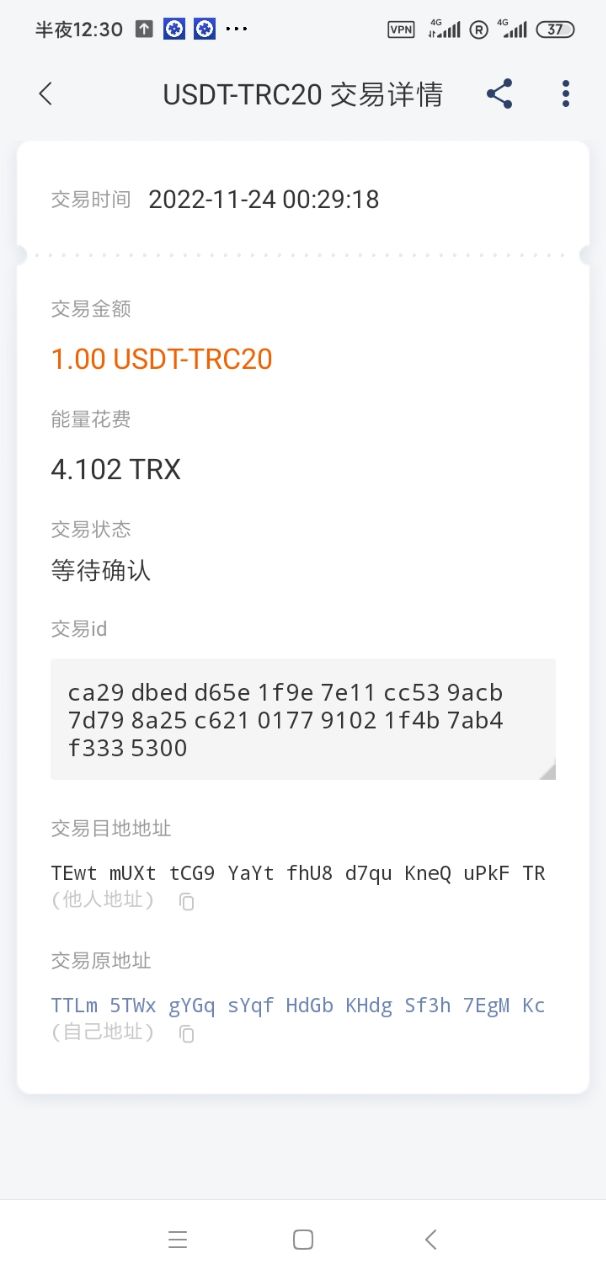 半夜12:30
VPN 4G R 4G 37
USDT-TRC20 交易详情
交易时间 2022-11-24 00:29:18
交易金额
1.00 USDT-TRC20
能量花费
4.102 TRX
交易状态
等待确认
交易id
ca29 dbed d65e 1f9e 7e11 cc53 9acb
7d79 8a25 c621 0177 9102 1f4b 7ab4
f333 5300
交易目地地址
TEwt mUXt tCG9 YaYt fhU8 d7qu KneQ uPkF TR
(他人地址)
交易原地址
TTLm 5TWx gYGq sYqf HdGb KHdg Sf3h 7EgM Kc
(自己地址)